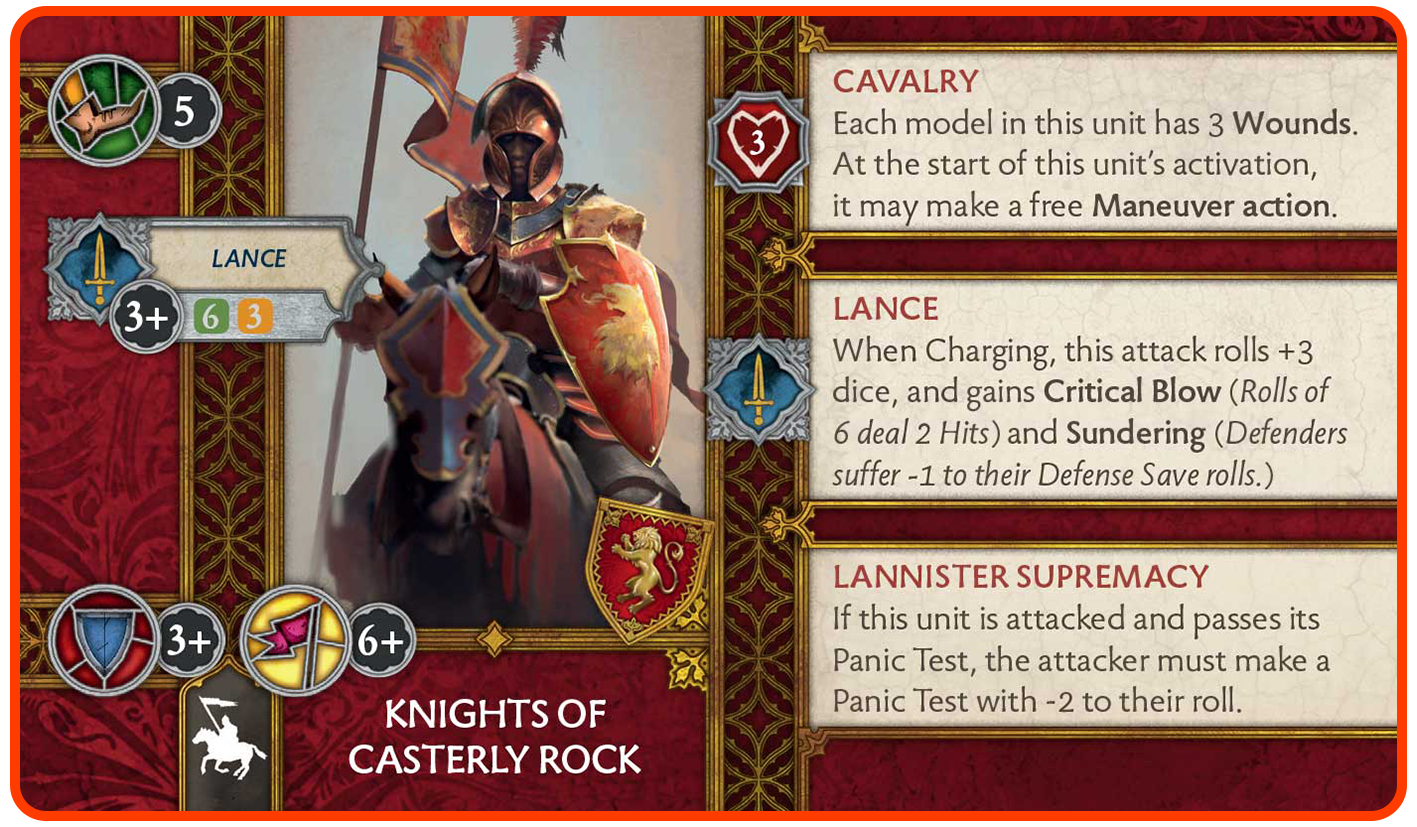 5
LANCE
3+ 6 3
3+ 6+
KNIGHTS OF
CASTERLY ROCK
3
CAVALRY
Each model in this unit has 3 Wounds.
At the start of this unit's activation,
it may make a free Maneuver action.
LANCE
When Charging, this attack rolls +3
dice, and gains Critical Blow (Rolls of
6 deal 2 Hits) and Sundering (Defenders
suffer -1 to their Defense Save rolls.)
LANNISTER SUPREMACY
If this unit is attacked and passes its
Panic Test, the attacker must make a
Panic Test with -2 to their roll.